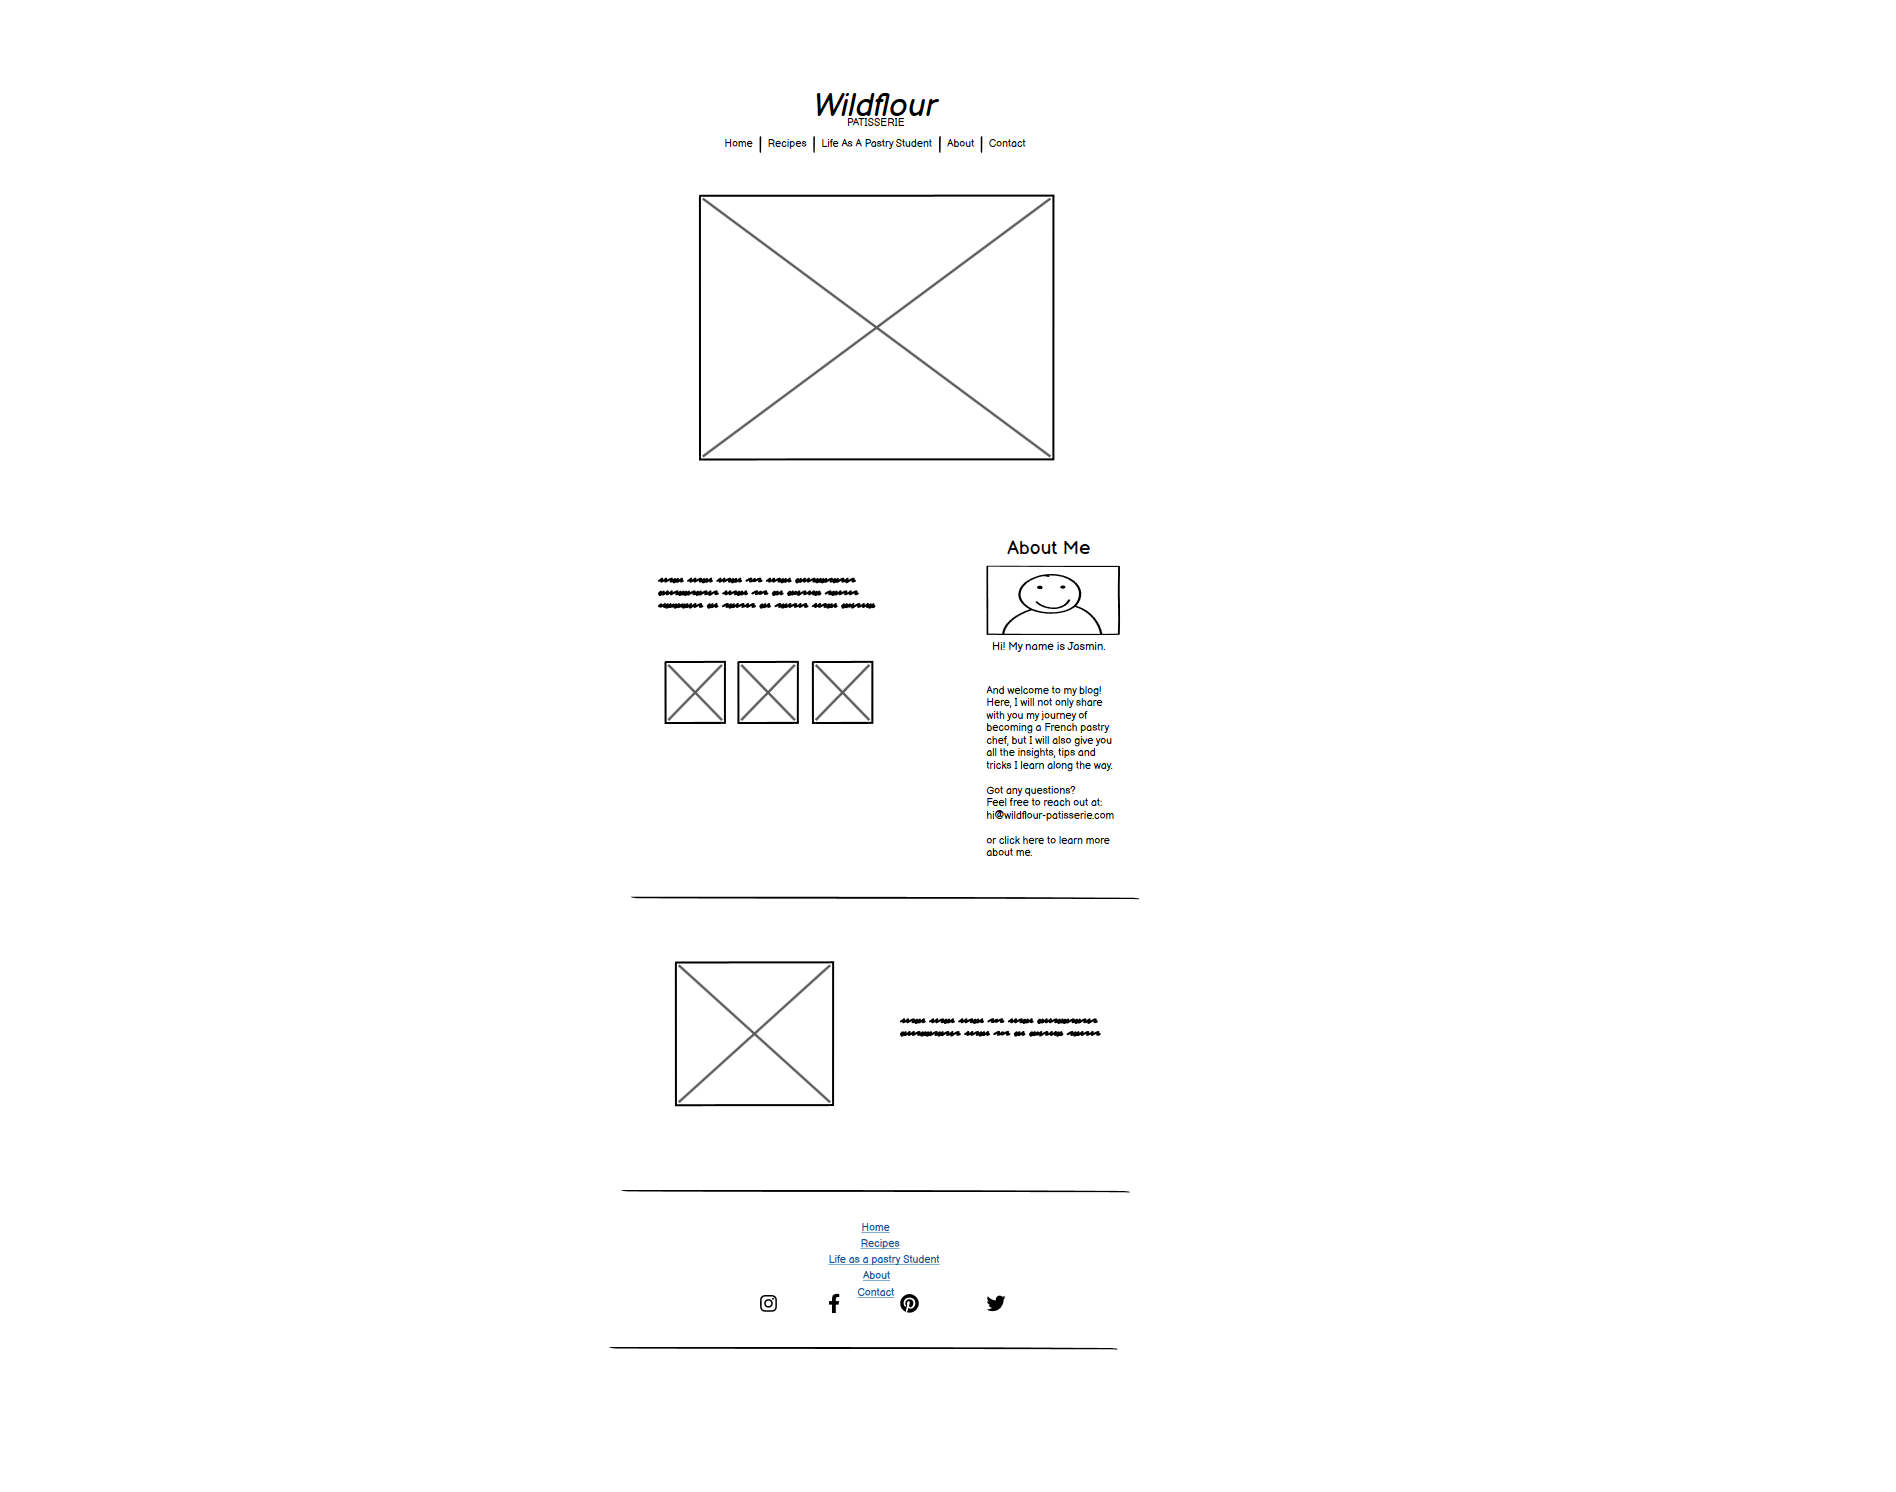 Wildflour
PATISSERIE
Home | Recipes | Life As A Pastry Student | About | Contact
About Me
Hi! My name is Jasmin.
And welcome to my blog!
Here, I will not only share
with you my journey of
becoming a French pastry
chef, but I will also give you
all the insights, tips and
tricks I learn along the way.
Got any questions?
Feel free to reach out at:
hi@wildflour-patisserie.com
or click here to learn more
about me.
Home
Recipes
Life as a pastry Student
About
Contact